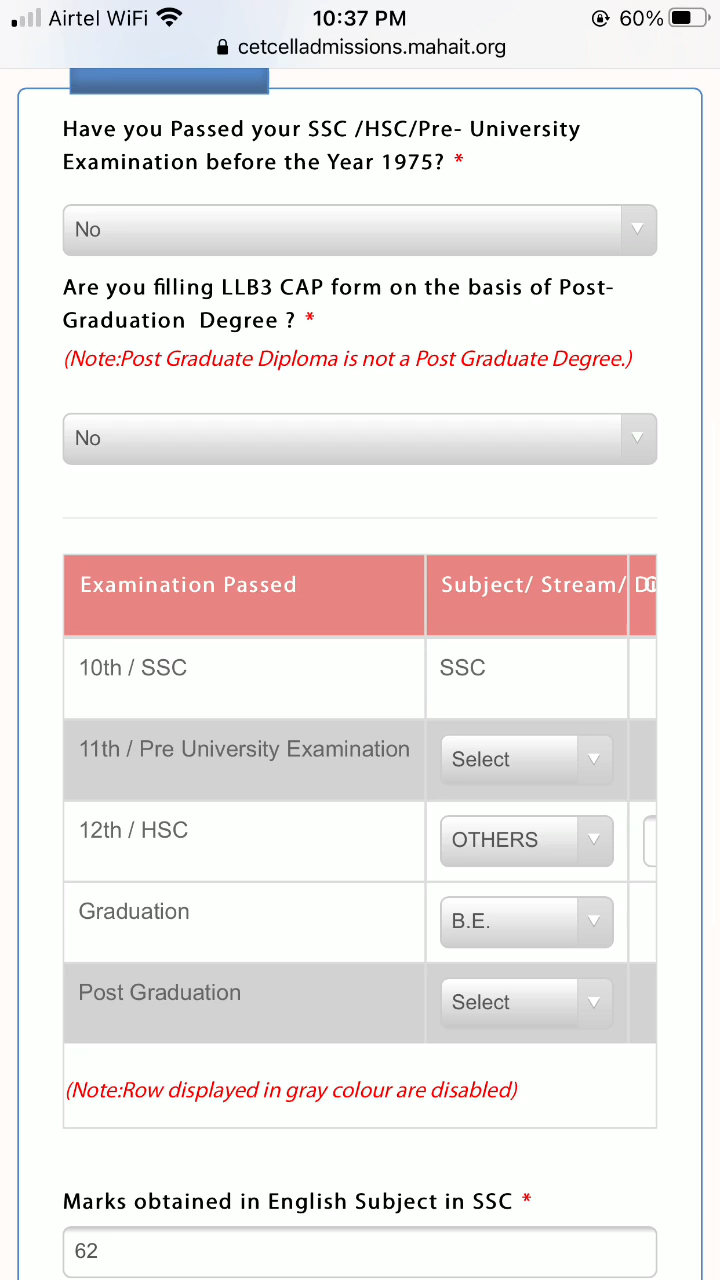 Airtel WiFi 10:37 PM 60%
cetcelladmissions.mahait.org
Have you Passed your SSC /HSC/Pre- University
Examination before the Year 1975? *
No
Are you filling LLB3 CAP form on the basis of Post-
Graduation Degree ? *
(Note:Post Graduate Diploma is not a Post Graduate Degree.)
No
Examination Passed Subject/ Stream/
10th / SSC SSC
11th / Pre University Examination Select
12th / HSC OTHERS
Graduation B.E.
Post Graduation Select
(Note:Row displayed in gray colour are disabled)
Marks obtained in English Subject in SSC *
62